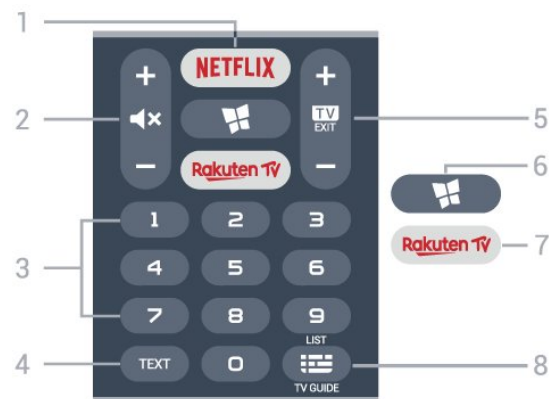 1
NETFLIX
+ +
2
TV
EXIT
5
- -
6
Rakuten TV
Rakuten TV
7
1 2 3
3
4 5 6
7 8 9
LIST
4
TEXT 0
8
TV GUIDE